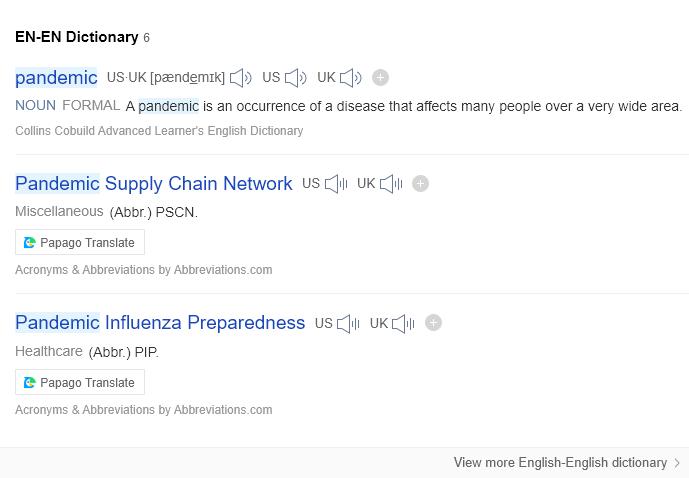 EN-EN Dictionary 6
pandemic US·UK [pændemɪk] US UK
NOUN FORMAL A pandemic is an occurrence of a disease that affects many people over a very wide area.
Collins Cobuild Advanced Learner's English Dictionary
Pandemic Supply Chain Network US UK
Miscellaneous (Abbr.) PSCN.
Papago Translate
Acronyms & Abbreviations by Abbreviations.com
Pandemic Influenza Preparedness US UK
Healthcare (Abbr.) PIP.
Papago Translate
Acronyms & Abbreviations by Abbreviations.com
View more English-English dictionary